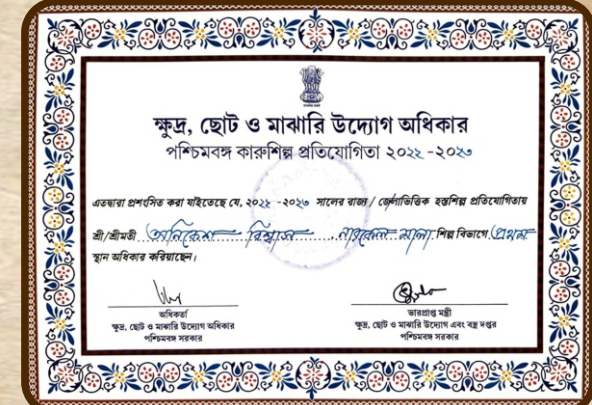 ক্ষুদ্র, ছোট ও মাঝারি উদ্যোগ অধিকার
পশ্চিমবঙ্গ কারুশিল্প প্রতিযোগিতা ২০২২-২০২৩
এতদ্বারা প্রশংসিত করা যাইতেছে যে, ২০২২ - ২০২৩ সালের রাজ্য / জেলাভিত্তিক হস্তশিল্প প্রতিযোগিতায়
শ্রী/শ্রীমতী অনিকেশ বিশ্বাস নারকেল মালা শিল্প বিভাগে প্রথম
স্থান অধিকার করিয়াছেন।
অধিকর্তা
ক্ষুদ্র, ছোট ও মাঝারি উদ্যোগ অধিকার
পশ্চিমবঙ্গ সরকার
ভারপ্রাপ্ত মন্ত্রী
ক্ষুদ্র, ছোট ও মাঝারি উদ্যোগ এবং বস্ত্র দপ্তর
পশ্চিমবঙ্গ সরকার